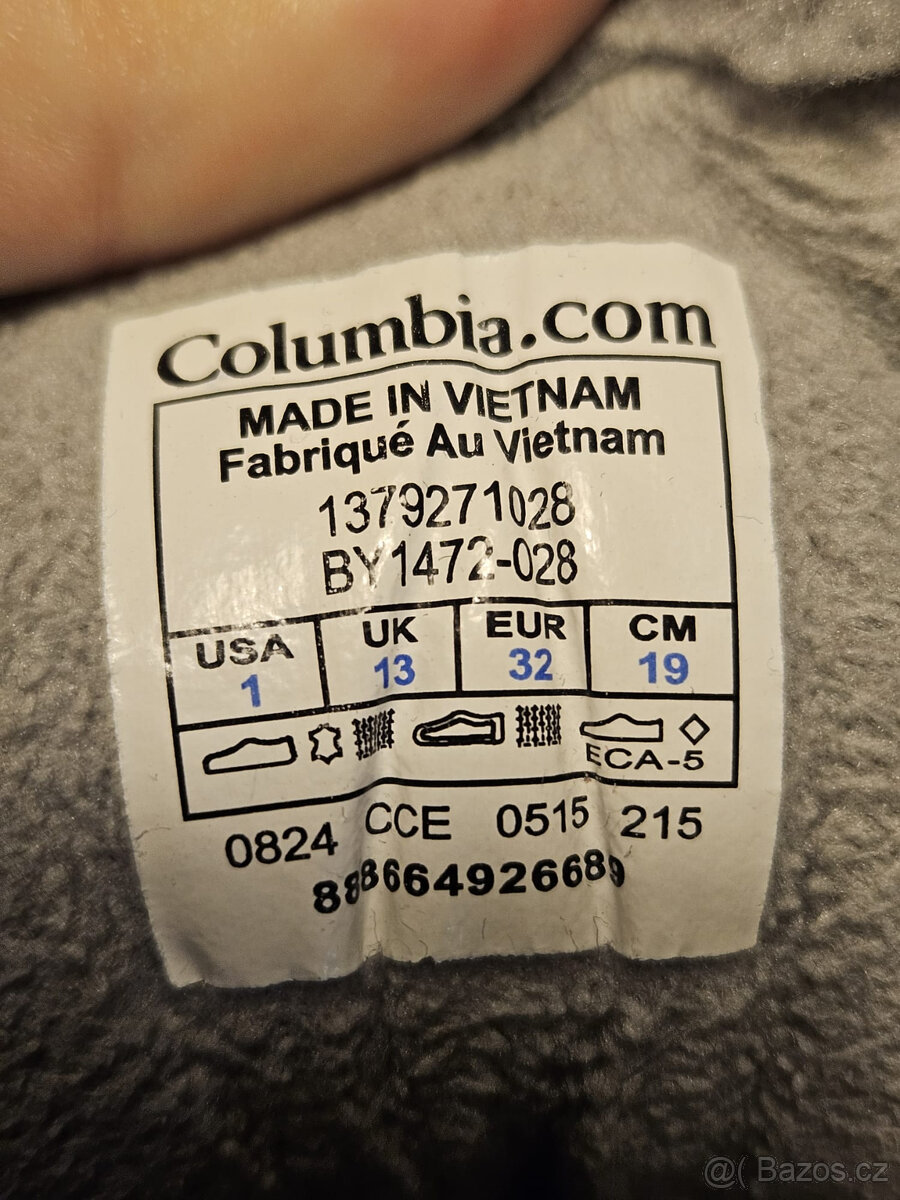 Columbia.com
MADE IN VIETNAM
Fabriqué Au Vietnam
1379271028
BY1472-028
USA UK EUR CM
1 13 32 19
ECA-5
0824 CCE 0515 215
888664926689
@( Bazos.cz